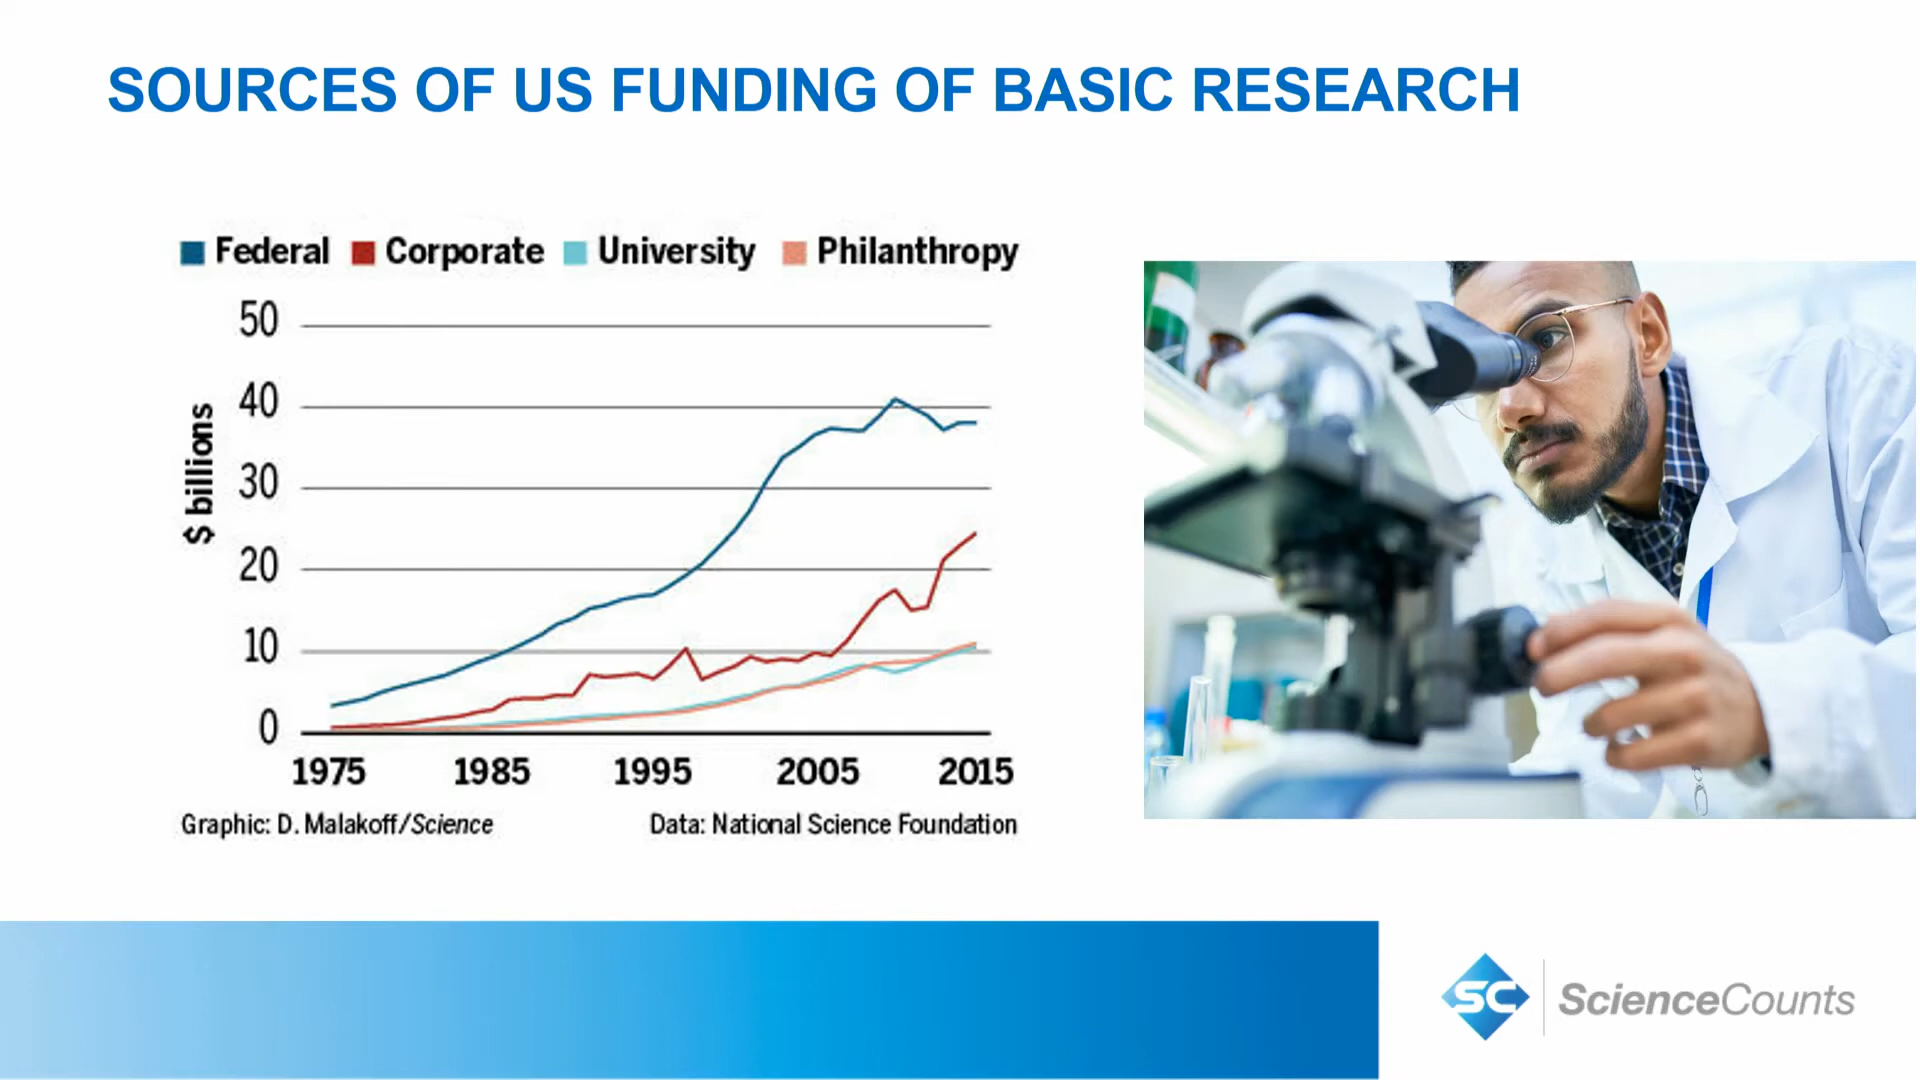 SOURCES OF US FUNDING OF BASIC RESEARCH
Federal Corporate University Philanthropy
$ billions
50
40
30
20
10
0
1975 1985 1995 2005 2015
Graphic: D. Malakoff/Science Data: National Science Foundation
SC ScienceCounts